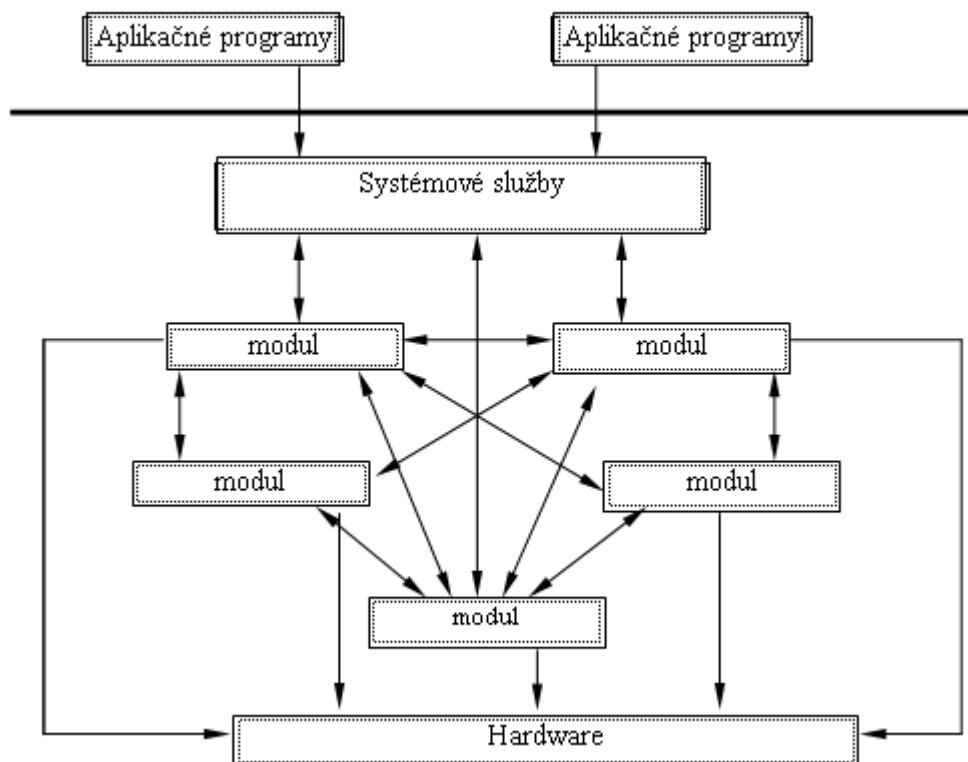 Aplikačné programy
Aplikačné programy
Systémové služby
modul
modul
modul
modul
modul
Hardware